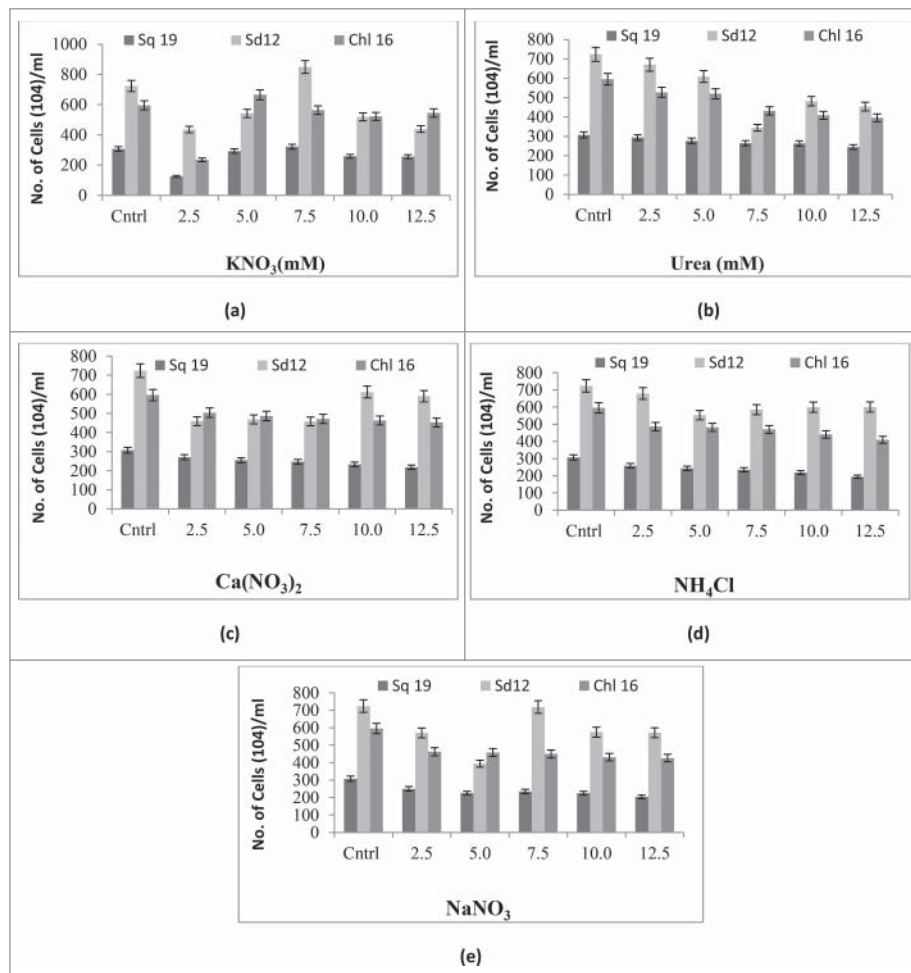 Sq 19 Sd12 Chl 16
No. of Cells (104)/ml
1000
800
600
400
200
0
Cntrl 2.5 5.0 7.5 10.0 12.5
KNO₃(mM)
(a)
Sq 19 Sd12 Chl 16
No. of Cells (104)/ml
800
700
600
500
400
300
200
100
0
Cntrl 2.5 5.0 7.5 10.0 12.5
Urea (mM)
(b)
Sq 19 Sd12 Chl 16
No. of Cells (104)/ml
800
700
600
500
400
300
200
100
0
Cntrl 2.5 5.0 7.5 10.0 12.5
Ca(NO₃)₂
(c)
Sq 19 Sd12 Chl 16
No. of Cells (104)/ml
800
700
600
500
400
300
200
100
0
Cntrl 2.5 5.0 7.5 10.0 12.5
NH₄Cl
(d)
Sq 19 Sd12 Chl 16
No. of Cells (104)/ml
800
700
600
500
400
300
200
100
0
Cntrl 2.5 5.0 7.5 10.0 12.5
NaNO₃
(e)